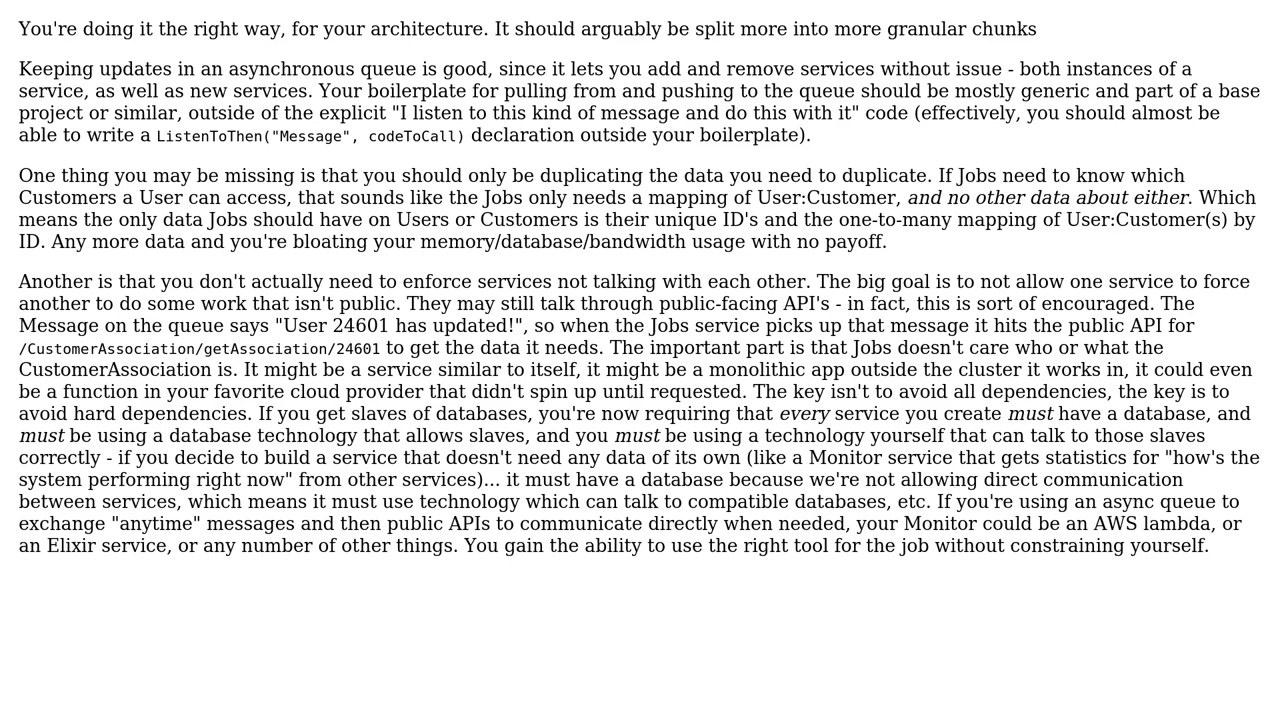 You're doing it the right way, for your architecture. It should arguably be split more into more granular chunks
Keeping updates in an asynchronous queue is good, since it lets you add and remove services without issue - both instances of a
service, as well as new services. Your boilerplate for pulling from and pushing to the queue should be mostly generic and part of a base
project or similar, outside of the explicit "I listen to this kind of message and do this with it" code (effectively, you should almost be
able to write a ListenToThen("Message", codeToCall) declaration outside your boilerplate).
One thing you may be missing is that you should only be duplicating the data you need to duplicate. If Jobs need to know which
Customers a User can access, that sounds like the Jobs only needs a mapping of User:Customer, and no other data about either. Which
means the only data Jobs should have on Users or Customers is their unique ID's and the one-to-many mapping of User:Customer(s) by
ID. Any more data and you're bloating your memory/database/bandwidth usage with no payoff.
Another is that you don't actually need to enforce services not talking with each other. The big goal is to not allow one service to force
another to do some work that isn't public. They may still talk through public-facing API's - in fact, this is sort of encouraged. The
Message on the queue says "User 24601 has updated!", so when the Jobs service picks up that message it hits the public API for
/CustomerAssociation/getAssociation/24601 to get the data it needs. The important part is that Jobs doesn't care who or what the
CustomerAssociation is. It might be a service similar to itself, it might be a monolithic app outside the cluster it works in, it could even
be a function in your favorite cloud provider that didn't spin up until requested. The key isn't to avoid all dependencies, the key is to
avoid hard dependencies. If you get slaves of databases, you're now requiring that every service you create must have a database, and
must be using a database technology that allows slaves, and you must be using a technology yourself that can talk to those slaves
correctly - if you decide to build a service that doesn't need any data of its own (like a Monitor service that gets statistics for "how's the
system performing right now" from other services)... it must have a database because we're not allowing direct communication
between services, which means it must use technology which can talk to compatible databases, etc. If you're using an async queue to
exchange "anytime" messages and then public APIs to communicate directly when needed, your Monitor could be an AWS lambda, or
an Elixir service, or any number of other things. You gain the ability to use the right tool for the job without constraining yourself.